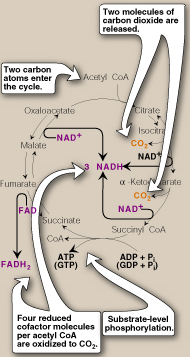 Two molecules of
carbon dioxide are
released.
Two carbon
atoms enter
the cycle.
Acetyl CoA
Oxaloacetate
Citrate
CO2
NAD+
Malate
NAD+
3 NADH
Fumarate
CO2
FAD
NAD+
Succinate
Succinyl CoA
CoA
FADH2
ATP
(GTP)
ADP + Pi
(GDP + Pi)
Four reduced
cofactor molecules
per acetyl CoA
are oxidized to CO2.
Substrate-level
phosphorylation.